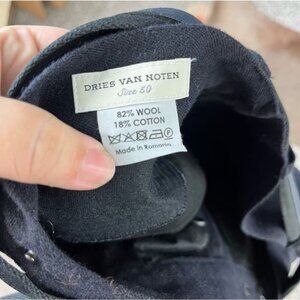 DRIES VAN NOTEN
Size 50
82% WOOL
18% COTTON
Made in Romania